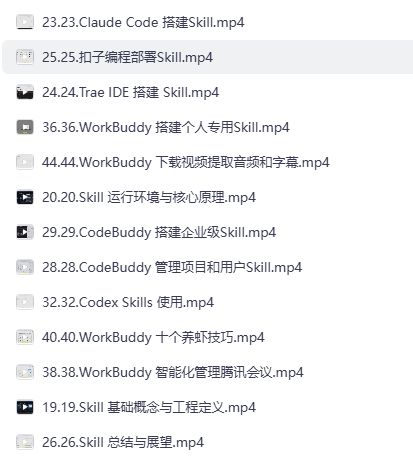 23.23.Claude Code 搭建Skill.mp4
25.25.扣子编程部署Skill.mp4
24.24.Trae IDE 搭建 Skill.mp4
36.36.WorkBuddy 搭建个人专用Skill.mp4
44.44.WorkBuddy 下载视频提取音频和字幕.mp4
20.20.Skill 运行环境与核心原理.mp4
29.29.CodeBuddy 搭建企业级Skill.mp4
28.28.CodeBuddy 管理项目和用户Skill.mp4
32.32.Codex Skills 使用.mp4
40.40.WorkBuddy 十个养虾技巧.mp4
38.38.WorkBuddy 智能化管理腾讯会议.mp4
19.19.Skill 基础概念与工程定义.mp4
26.26.Skill 总结与展望.mp4